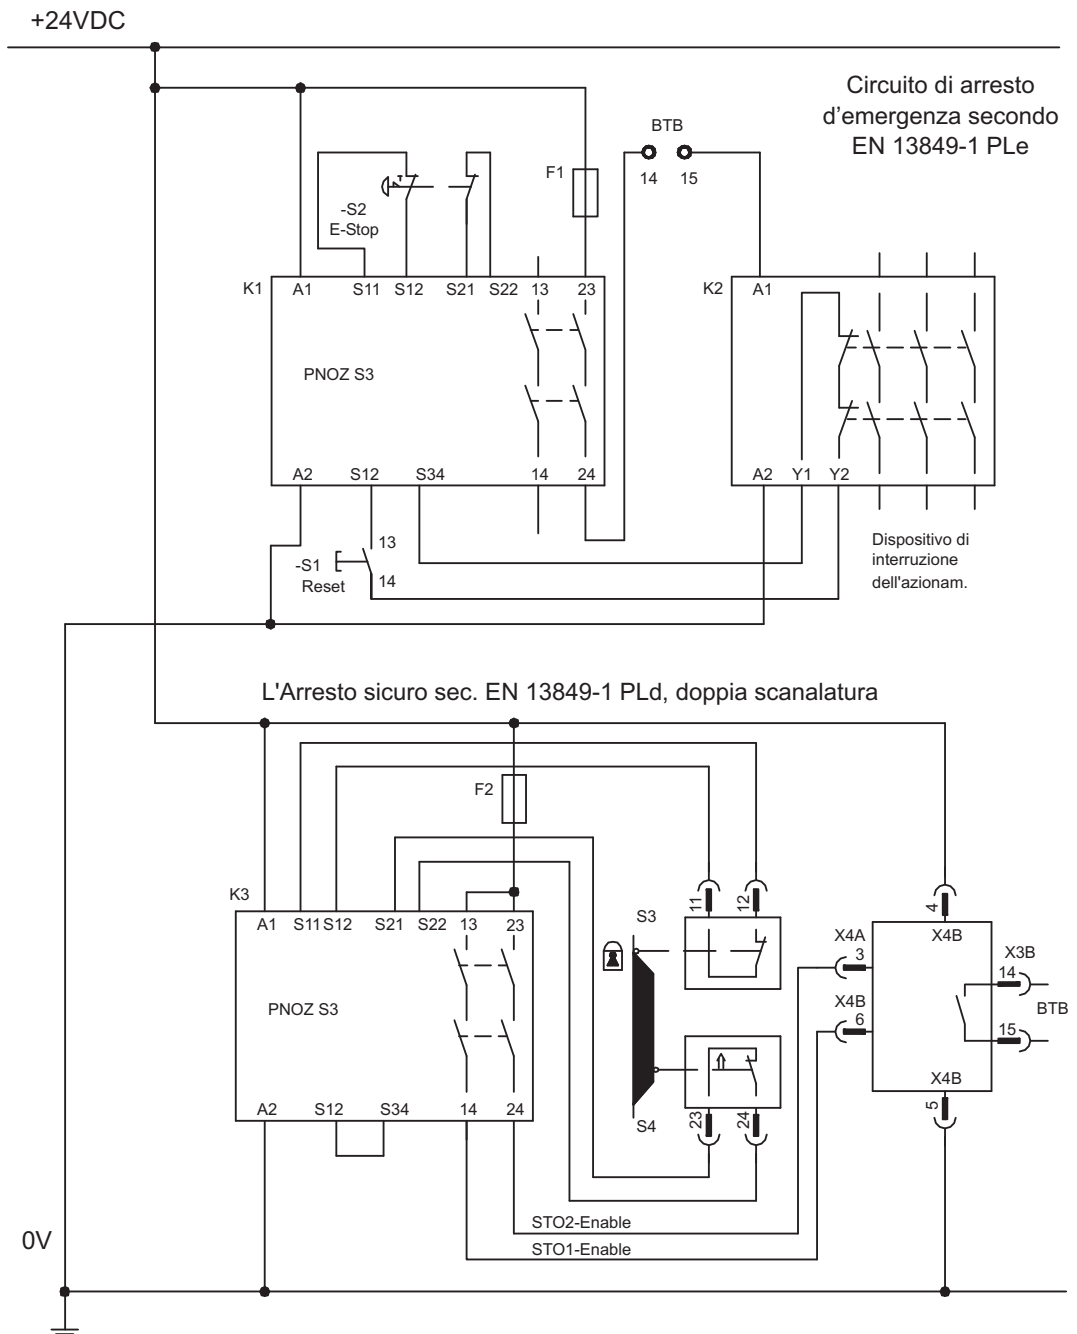 +24VDC
Circuito di arresto
d'emergenza secondo
EN 13849-1 PLe
BTB
14 15
F1
-S2
E-Stop
K1 A1 S11 S12 S21 S22 13 23
PNOZ S3
A2 S12 S34 14 24
K2 A1
A2 Y1 Y2
-S1
Reset
13
14
Dispositivo di
interruzione
dell'azionam.
L'Arresto sicuro sec. EN 13849-1 PLd, doppia scanalatura
F2
K3
A1 S11 S12 S21 S22 13 23
PNOZ S3
A2 S12 S34 14 24
11 12
S3
S4
23 24
4
X4B
X4A
3
X4B
6
X3B
14
BTB
15
X4B
5
STO2-Enable
STO1-Enable
0V